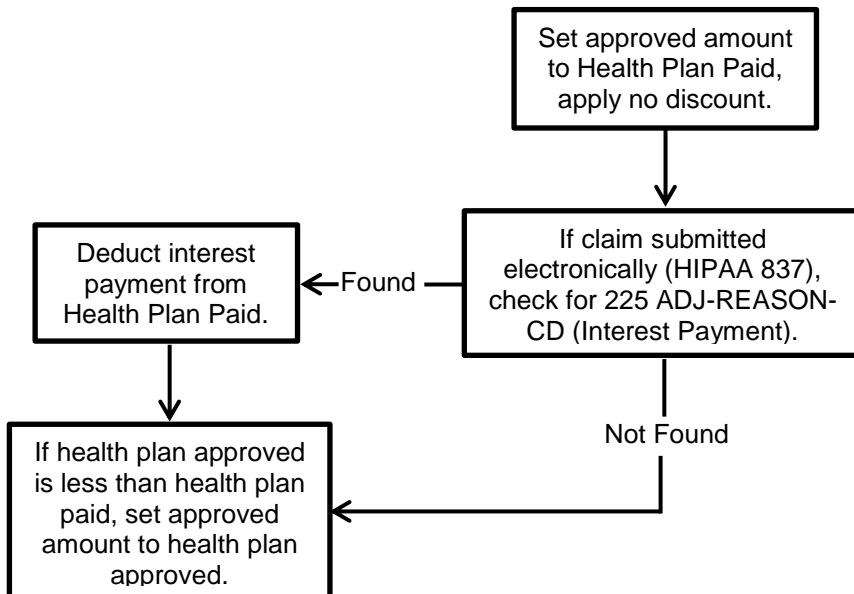 Set approved amount
to Health Plan Paid,
apply no discount.
If claim submitted
electronically (HIPAA 837),
check for 225 ADJ-REASON-
CD (Interest Payment).
Found
Deduct interest
payment from
Health Plan Paid.
Not Found
If health plan approved
is less than health plan
paid, set approved
amount to health plan
approved.